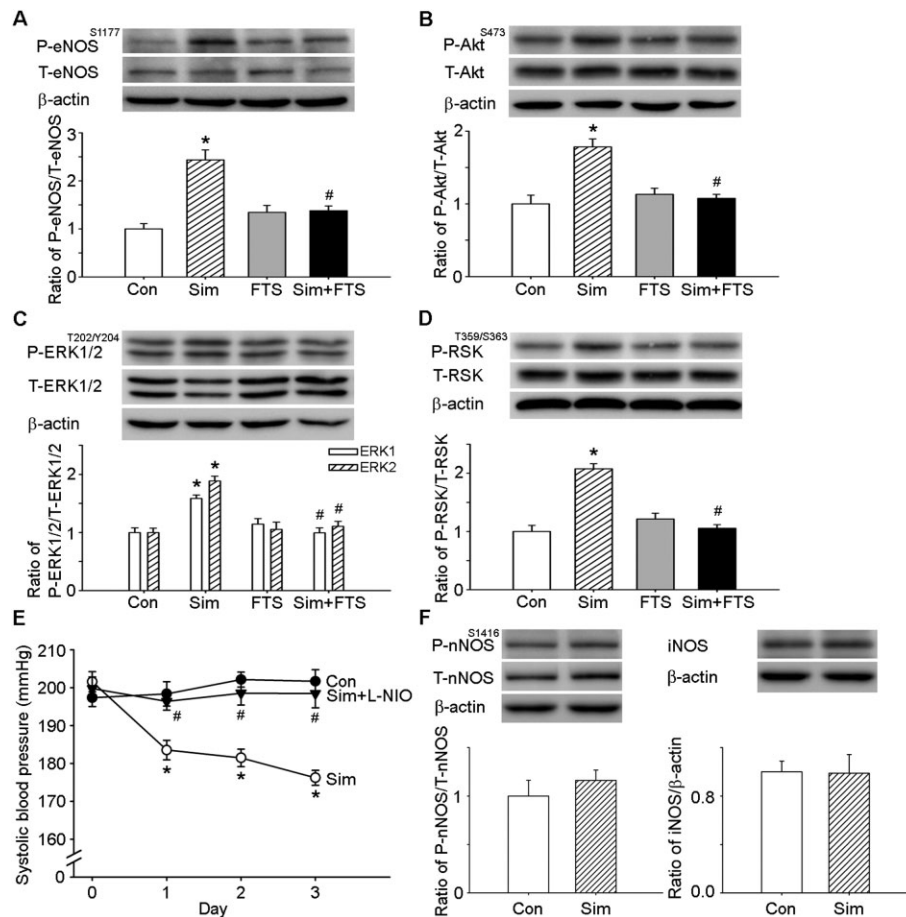 A
P-eNOS S1177
T-eNOS
β-actin
Ratio of P-eNOS/T-eNOS
3
2
1
0
*
#
Con Sim FTS Sim+FTS
B
P-Akt S473
T-Akt
β-actin
Ratio of P-Akt/T-Akt
2
1
0
*
#
Con Sim FTS Sim+FTS
C
P-ERK1/2 T202/Y204
T-ERK1/2
β-actin
Ratio of
P-ERK1/2/T-ERK1/2
2
1
0
ERK1
ERK2
* *
# #
Con Sim FTS Sim+FTS
D
P-RSK T359/S363
T-RSK
β-actin
Ratio of P-RSK/T-RSK
3
2
1
0
*
#
Con Sim FTS Sim+FTS
E
Systolic blood pressure (mmHg)
210
200
190
180
170
160
0
Con
Sim+L-NIO
# # #
Sim
* * *
0 1 2 3
Day
F
P-nNOS S1416
T-nNOS
β-actin
Ratio of P-nNOS/T-nNOS
1
0
Con Sim
iNOS
β-actin
Ratio of iNOS/β-actin
0.8
0.0
Con Sim